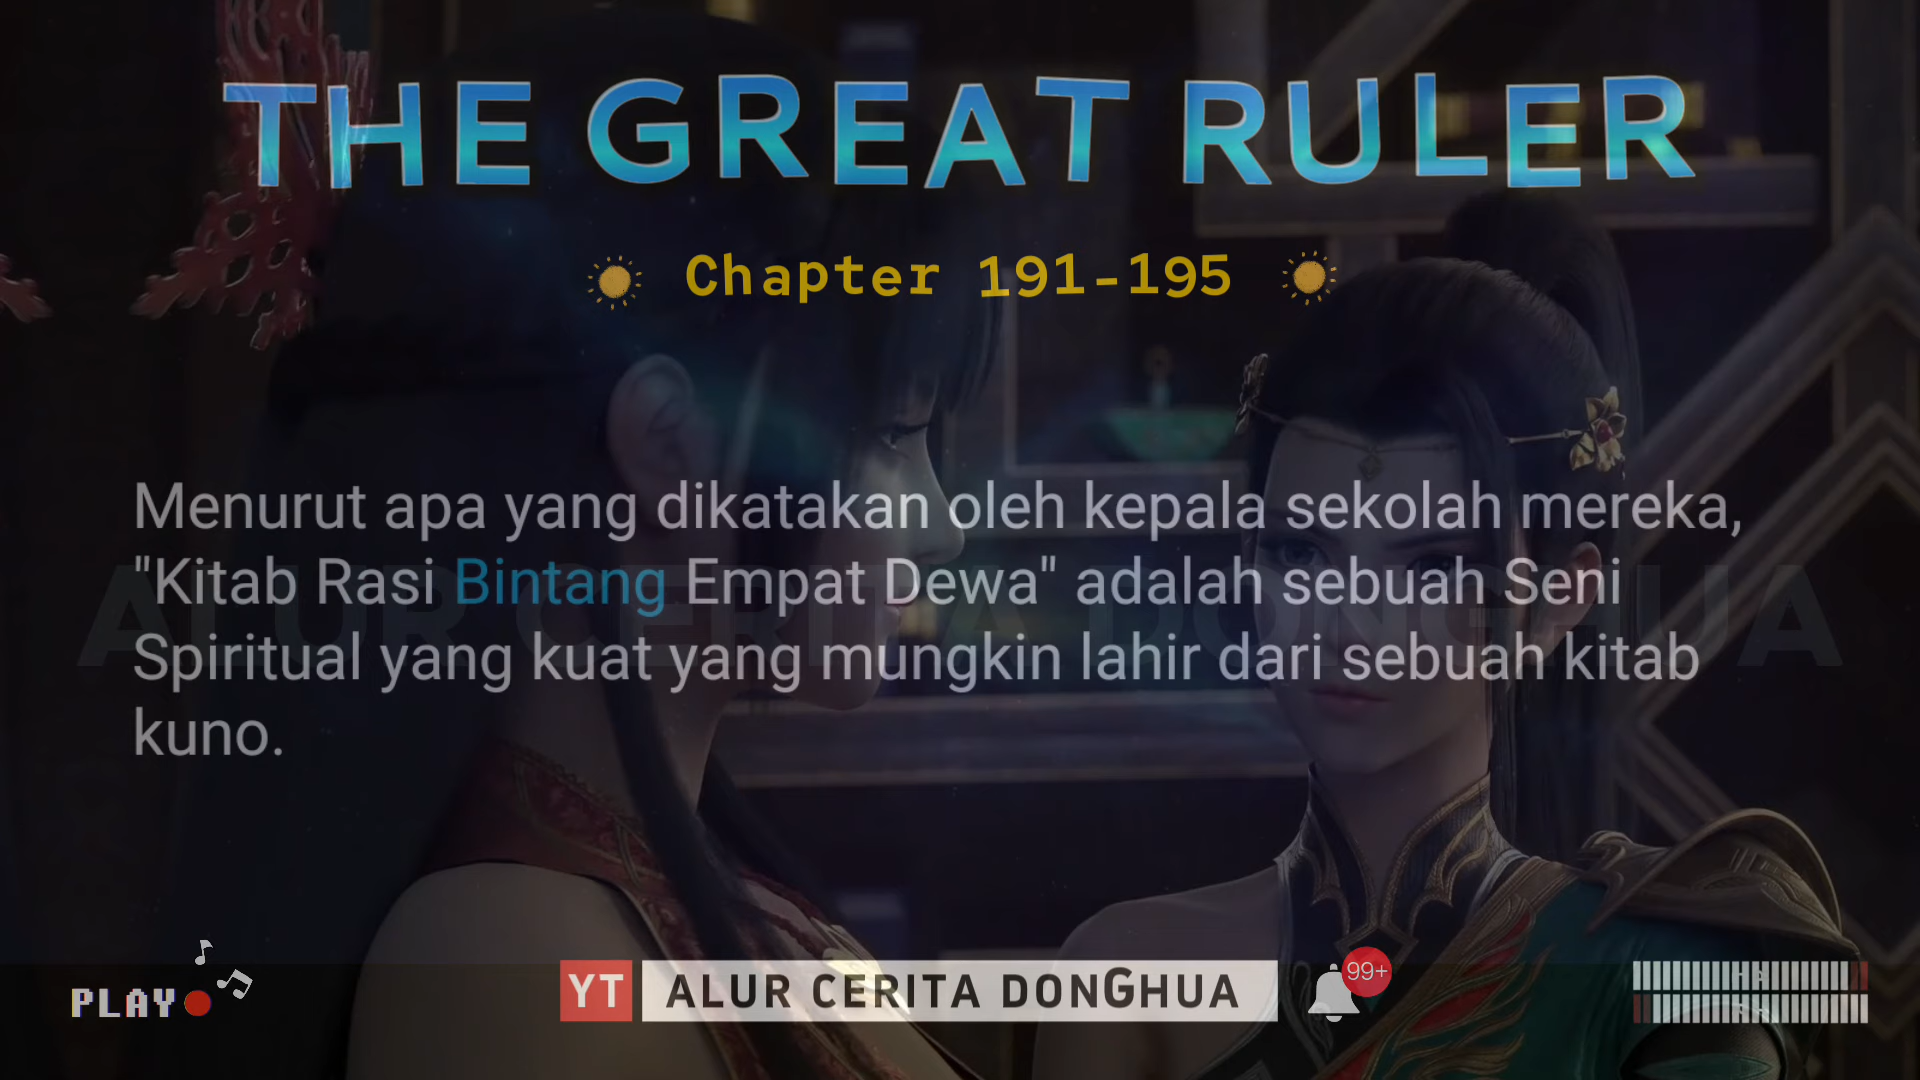 THE GREAT RULER
Chapter 191-195
Menurut apa yang dikatakan oleh kepala sekolah mereka,
"Kitab Rasi Bintang Empat Dewa" adalah sebuah Seni
Spiritual yang kuat yang mungkin lahir dari sebuah kitab
kuno.
ALUR CERITA DONGHUA
PLAY
YT ALUR CERITA DONGHUA
99+